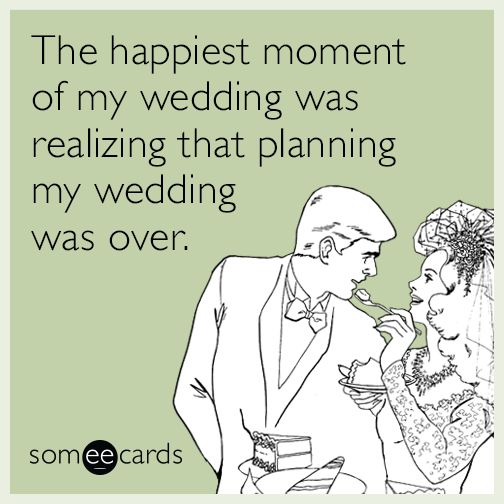 The happiest moment
of my wedding was
realizing that planning
my wedding
was over.
someecards